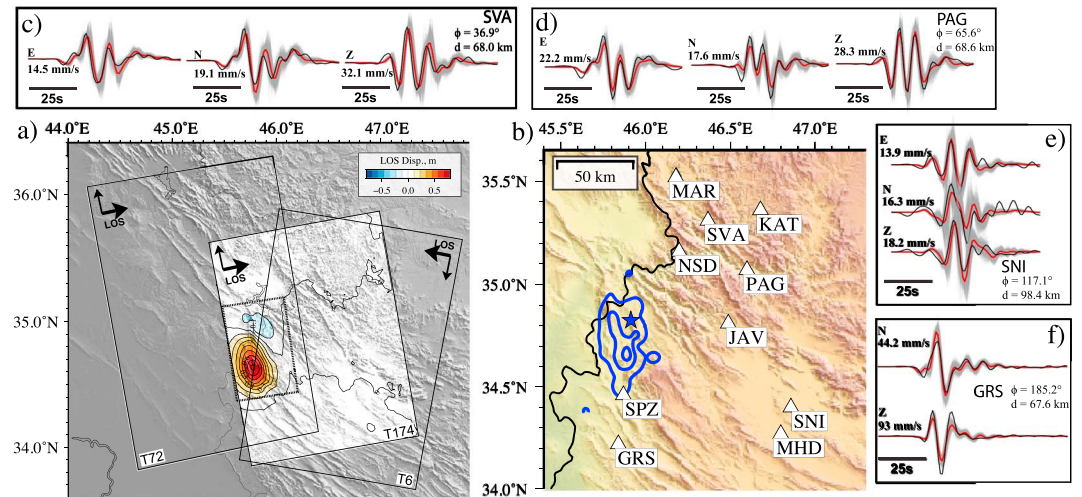 c)
SVA
ϕ = 36.9°
d = 68.0 km
E
14.5 mm/s
N
19.1 mm/s
Z
32.1 mm/s
25s
25s
25s
d)
PAG
ϕ = 65.6°
d = 68.6 km
E
22.2 mm/s
N
17.6 mm/s
Z
28.3 mm/s
25s
25s
25s
a)
44.0°E
45.0°E
46.0°E
47.0°E
LOS Disp., m
−0.5
0.0
0.5
36.0°N
35.0°N
34.0°N
LOS
LOS
LOS
T72
T174
T6
b)
45.5°E
46.0°E
46.5°E
47.0°E
50 km
35.5°N
35.0°N
34.5°N
34.0°N
MAR
SVA
KAT
NSD
PAG
JAV
SPZ
SNI
MHD
GRS
e)
E
13.9 mm/s
N
16.3 mm/s
Z
18.2 mm/s
SNI
ϕ = 117.1°
d = 98.4 km
25s
f)
N
44.2 mm/s
GRS
ϕ = 185.2°
d = 67.6 km
Z
93 mm/s
25s